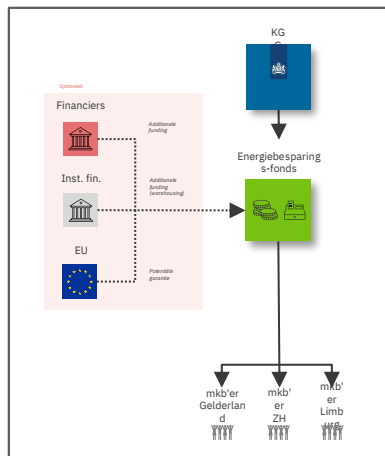 KG
Optioneel
Financiers
Additionele
funding
Energiebesparing
s-fonds
Inst. fin.
Additionele
funding
(warehousing)
EU
Potentiële
garantie
mkb'er
Gelderlan
d
mkb'
er
ZH
mkb'
er
Limb
urg